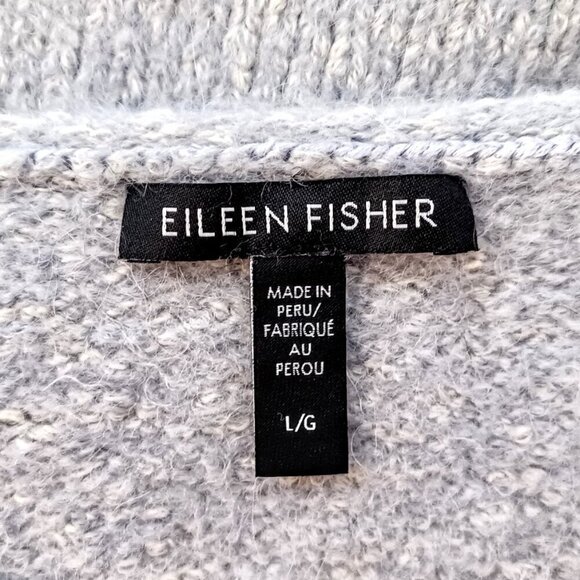 EILEEN FISHER
MADE IN
PERU/
FABRIQUÉ
AU
PEROU
L/G